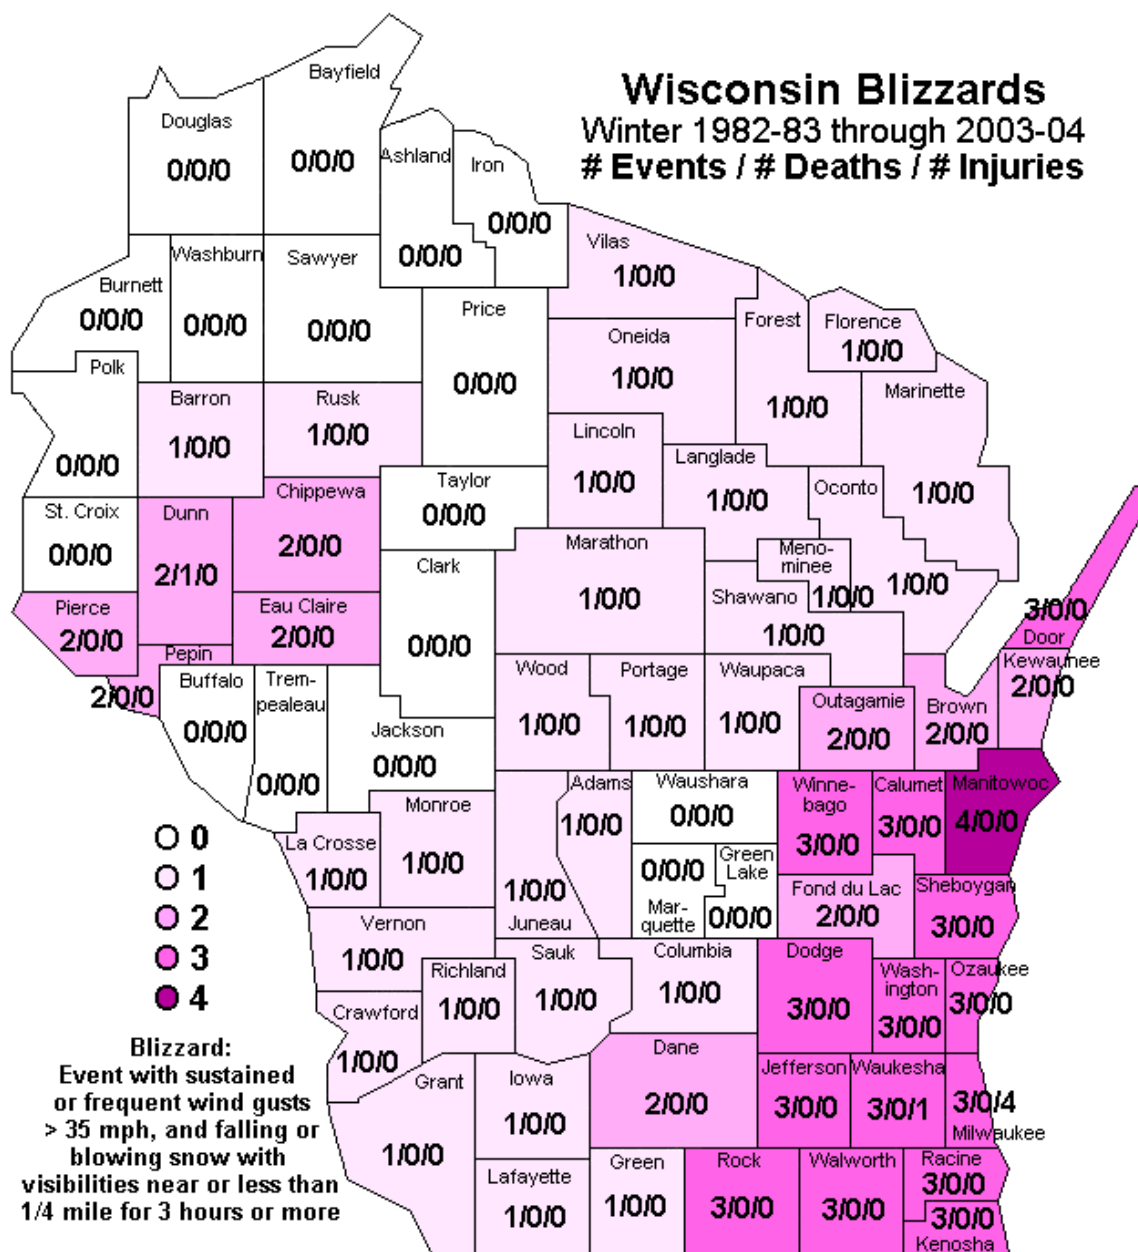 Wisconsin Blizzards
Winter 1982-83 through 2003-04
# Events / # Deaths / # Injuries
Bayfield
0/0/0
Douglas
0/0/0
Ashland
0/0/0
Iron
0/0/0
Vilas
1/0/0
Washburn
0/0/0
Sawyer
0/0/0
Burnett
0/0/0
Price
0/0/0
Oneida
1/0/0
Forest
1/0/0
Florence
1/0/0
Marinette
1/0/0
Polk
0/0/0
Barron
1/0/0
Rusk
1/0/0
Lincoln
1/0/0
Langlade
1/0/0
Oconto
1/0/0
Taylor
0/0/0
Chippewa
2/0/0
St. Croix
0/0/0
Dunn
2/1/0
Marathon
1/0/0
Meno-
minee
1/0/0
Clark
0/0/0
Shawano
1/0/0
Pierce
2/0/0
Eau Claire
2/0/0
3/0/0
Door
Pepin
2/0/0
Buffalo
0/0/0
Trem-
pealeau
0/0/0
Wood
1/0/0
Portage
1/0/0
Waupaca
1/0/0
Outagamie
2/0/0
Brown
2/0/0
Kewaunee
2/0/0
Jackson
0/0/0
Monroe
1/0/0
Adams
1/0/0
Waushara
0/0/0
Winne-
bago
3/0/0
Calumet
3/0/0
Manitowoc
4/0/0
La Crosse
1/0/0
1/0/0
Juneau
0/0/0
Mar-
quette
Green
Lake
0/0/0
Fond du Lac
2/0/0
Sheboygan
3/0/0
Vernon
1/0/0
Richland
1/0/0
Sauk
1/0/0
Columbia
1/0/0
Dodge
3/0/0
Wash-
ington
3/0/0
Ozaukee
3/0/0
Crawford
1/0/0
Grant
1/0/0
Iowa
1/0/0
Dane
2/0/0
Jefferson
3/0/0
Waukesha
3/0/1
3/0/4
Milwaukee
Lafayette
1/0/0
Green
1/0/0
Rock
3/0/0
Walworth
3/0/0
Racine
3/0/0
3/0/0
Kenosha
0
1
2
3
4
Blizzard:
Event with sustained
or frequent wind gusts
> 35 mph, and falling or
blowing snow with
visibilities near or less than
1/4 mile for 3 hours or more